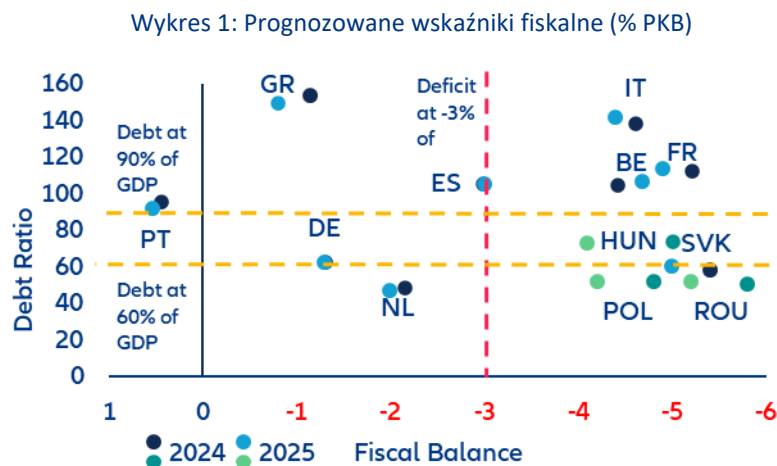 Wykres 1: Prognozowane wskaźniki fiskalne (% PKB)
160
140
120
100
80
60
40
20
0
Debt Ratio
Debt at
90% of
GDP
Debt at
60% of
GDP
Deficit
at -3%
of
GR
IT
BE
FR
ES
PT
DE
HUN
SVK
NL
POL
ROU
1
0
-1
-2
-3
-4
-5
-6
2024
2025
Fiscal Balance